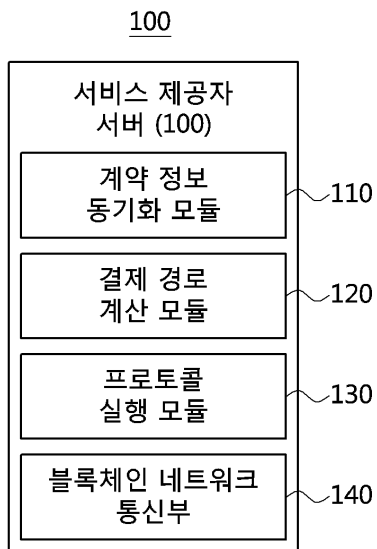 100
서비스 제공자
서버 (100)
계약 정보
동기화 모듈
110
결제 경로
계산 모듈
120
프로토콜
실행 모듈
130
블록체인 네트워크
통신부
140